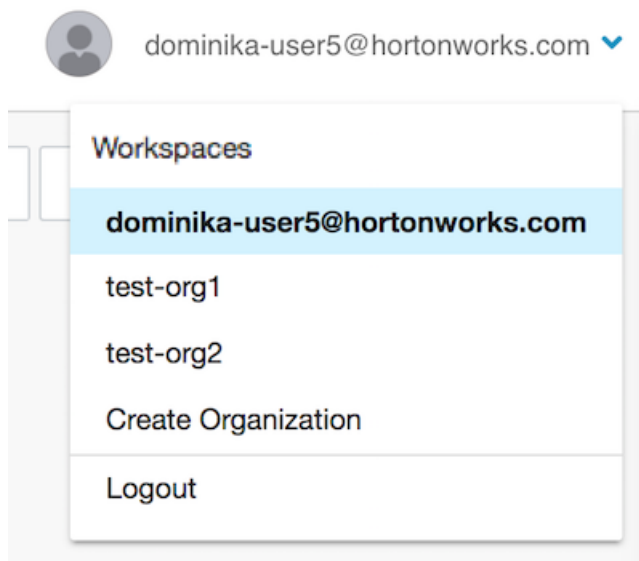 dominika-user5@hortonworks.com
Workspaces
dominika-user5@hortonworks.com
test-org1
test-org2
Create Organization
Logout